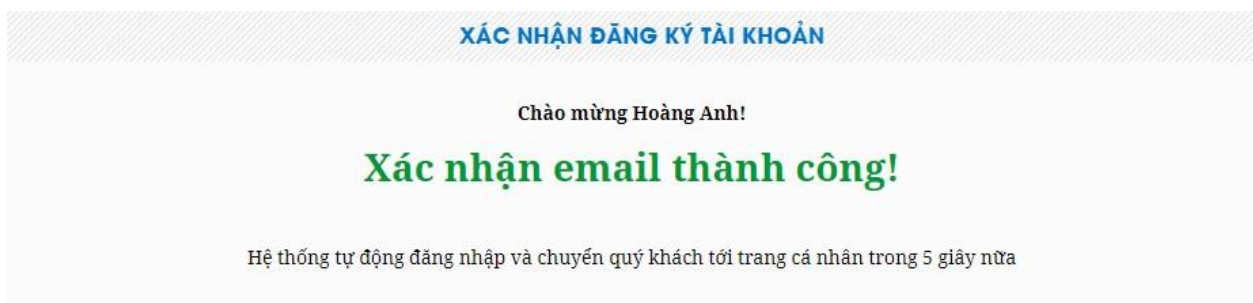 XÁC NHẬN ĐĂNG KÝ TÀI KHOẢN
Chào mừng Hoàng Anh!
Xác nhận email thành công!
Hệ thống tự động đăng nhập và chuyển quý khách tới trang cá nhân trong 5 giây nữa